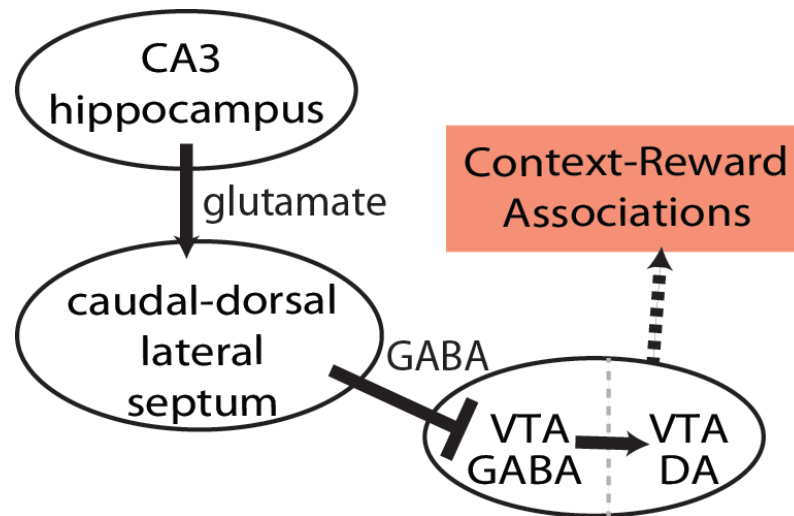 CA3
hippocampus
glutamate
Context-Reward
Associations
caudal-dorsal
lateral
septum
GABA
VTA
GABA
VTA
DA